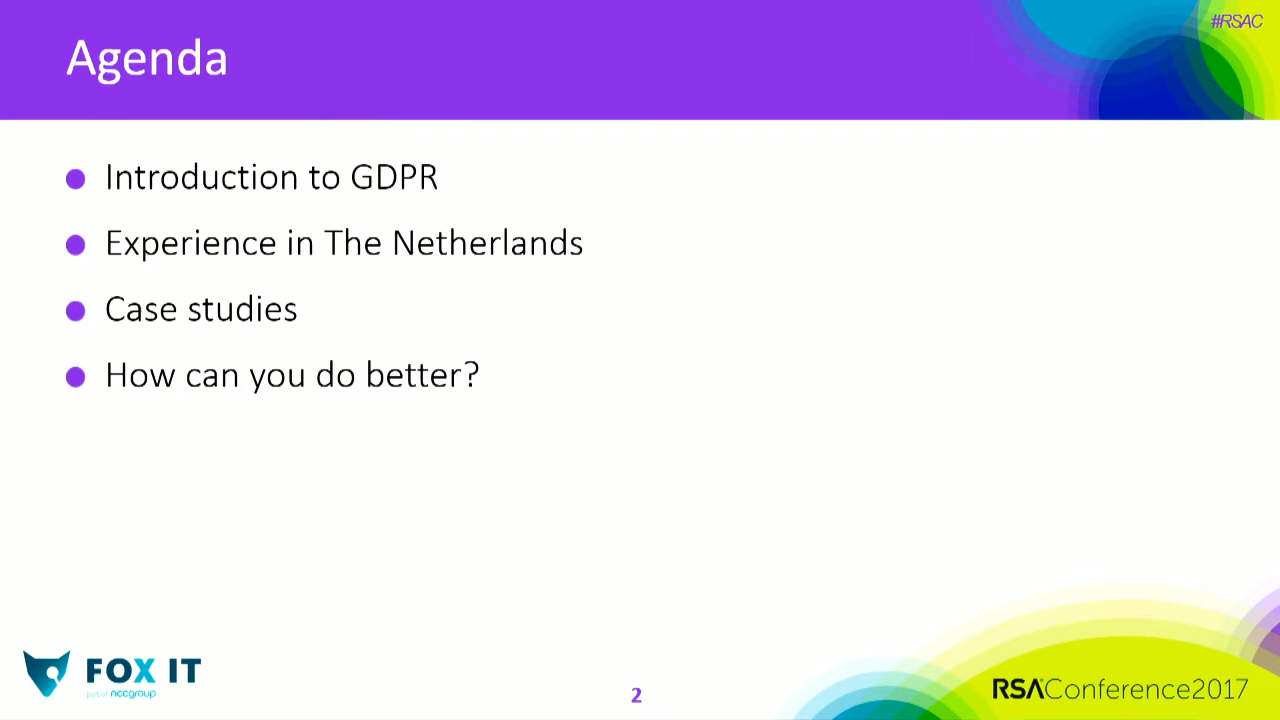 #RSAC
Agenda
Introduction to GDPR
Experience in The Netherlands
Case studies
How can you do better?
FOX IT
part of nccgroup
2
RSAConference2017